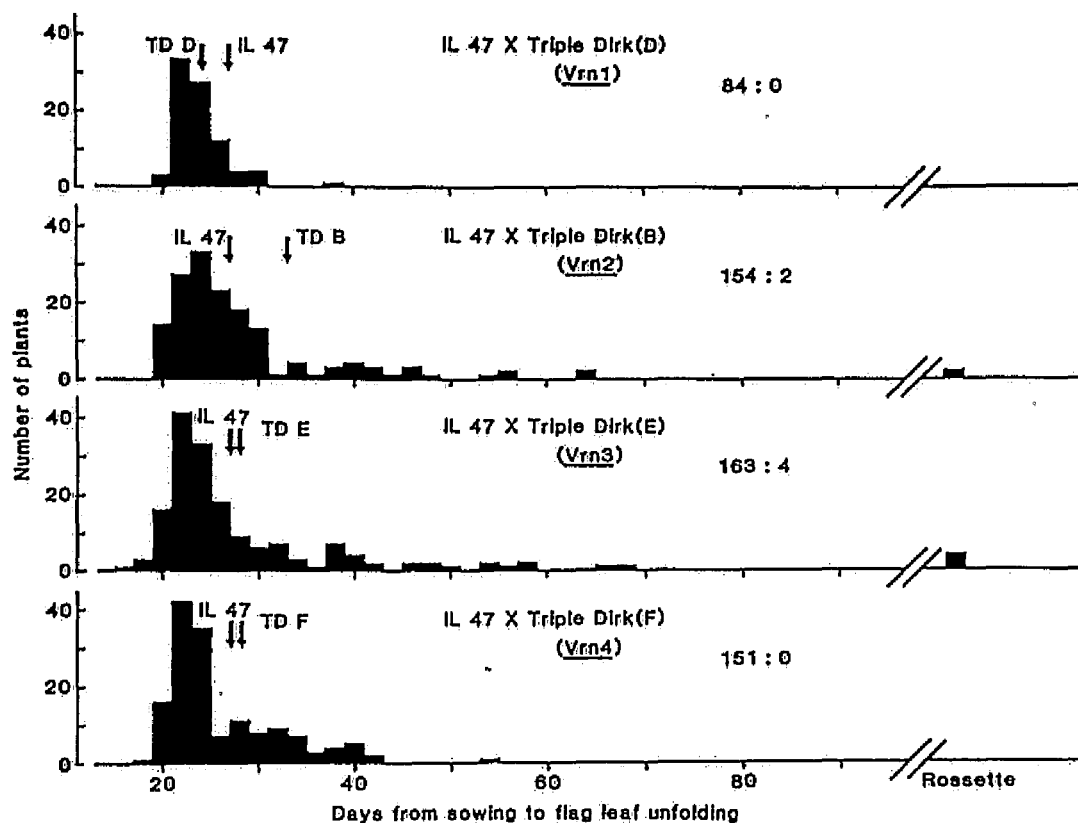 Number of plants
40
20
0
TD D
IL 47
IL 47 X Triple Dirk(D)
(Vrn1)
84 : 0
40
20
0
IL 47
TD B
IL 47 X Triple Dirk(B)
(Vrn2)
154 : 2
40
20
0
IL 47
TD E
IL 47 X Triple Dirk(E)
(Vrn3)
163 : 4
40
20
0
IL 47
TD F
IL 47 X Triple Dirk(F)
(Vrn4)
151 : 0
20 40 60 80 Rossette
Days from sowing to flag leaf unfolding